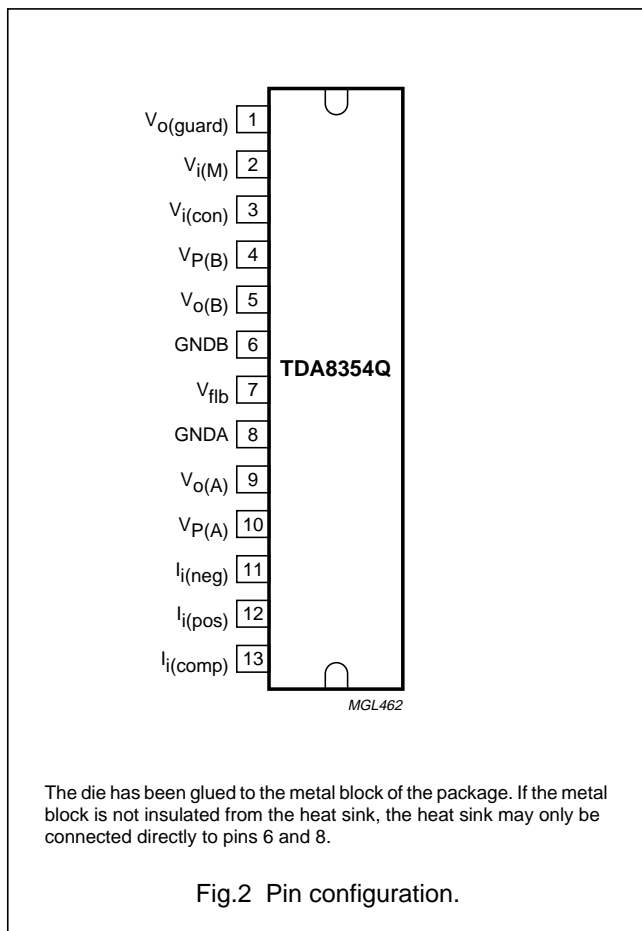 Vo(guard) 1
Vi(M) 2
Vi(con) 3
VP(B) 4
Vo(B) 5
GNDB 6
TDA8354Q
Vflb 7
GNDA 8
Vo(A) 9
VP(A) 10
Ii(neg) 11
Ii(pos) 12
Ii(comp) 13
MGL462
The die has been glued to the metal block of the package. If the metal
block is not insulated from the heat sink, the heat sink may only be
connected directly to pins 6 and 8.
Fig.2 Pin configuration.